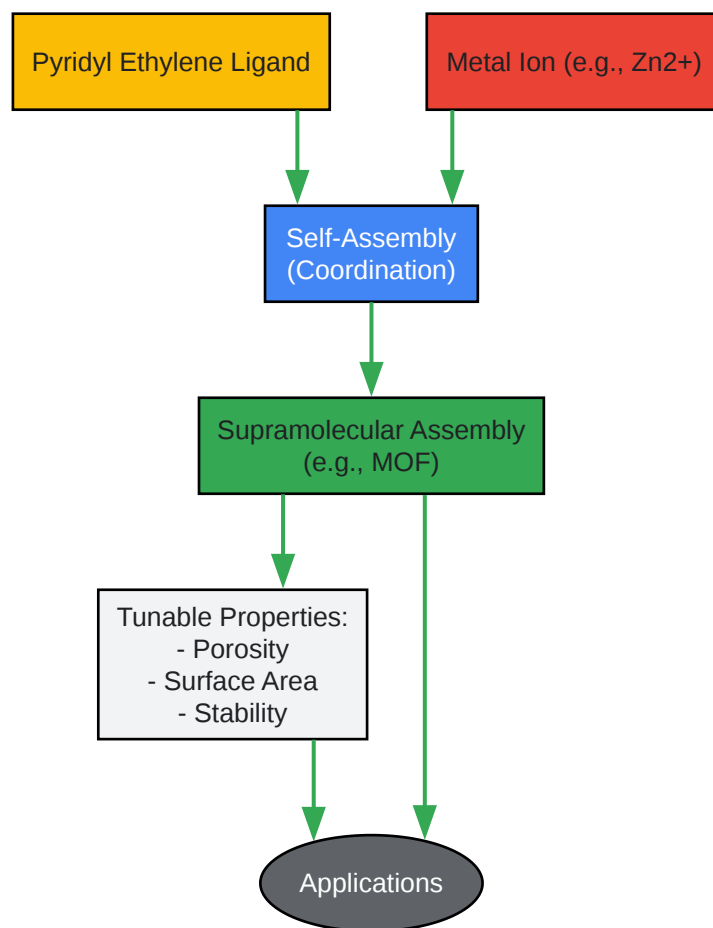 Pyridyl Ethylene Ligand
Metal Ion (e.g., Zn2+)
Self-Assembly
(Coordination)
Supramolecular Assembly
(e.g., MOF)
Tunable Properties:
- Porosity
- Surface Area
- Stability
Applications